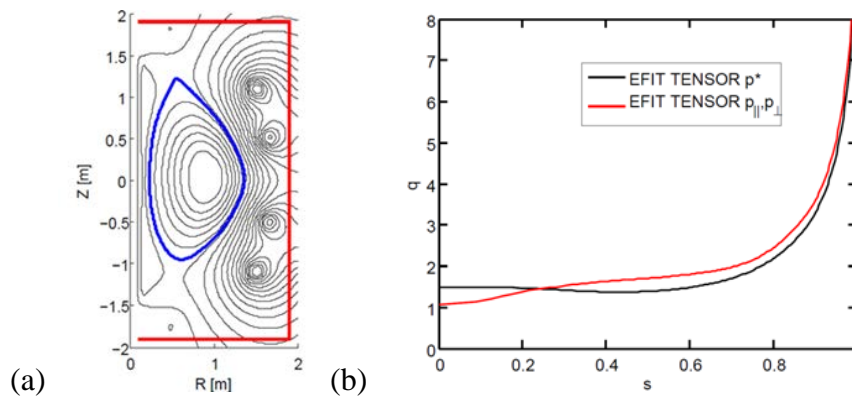 2
1.5
1
0.5
0
−0.5
−1
−1.5
−2
Z [m]
0 1 2
R [m]
(a)
8
7
6
5
4
3
2
1
0
q
EFIT TENSOR p*
EFIT TENSOR p||,p⊥
0 0.2 0.4 0.6 0.8
s
(b)